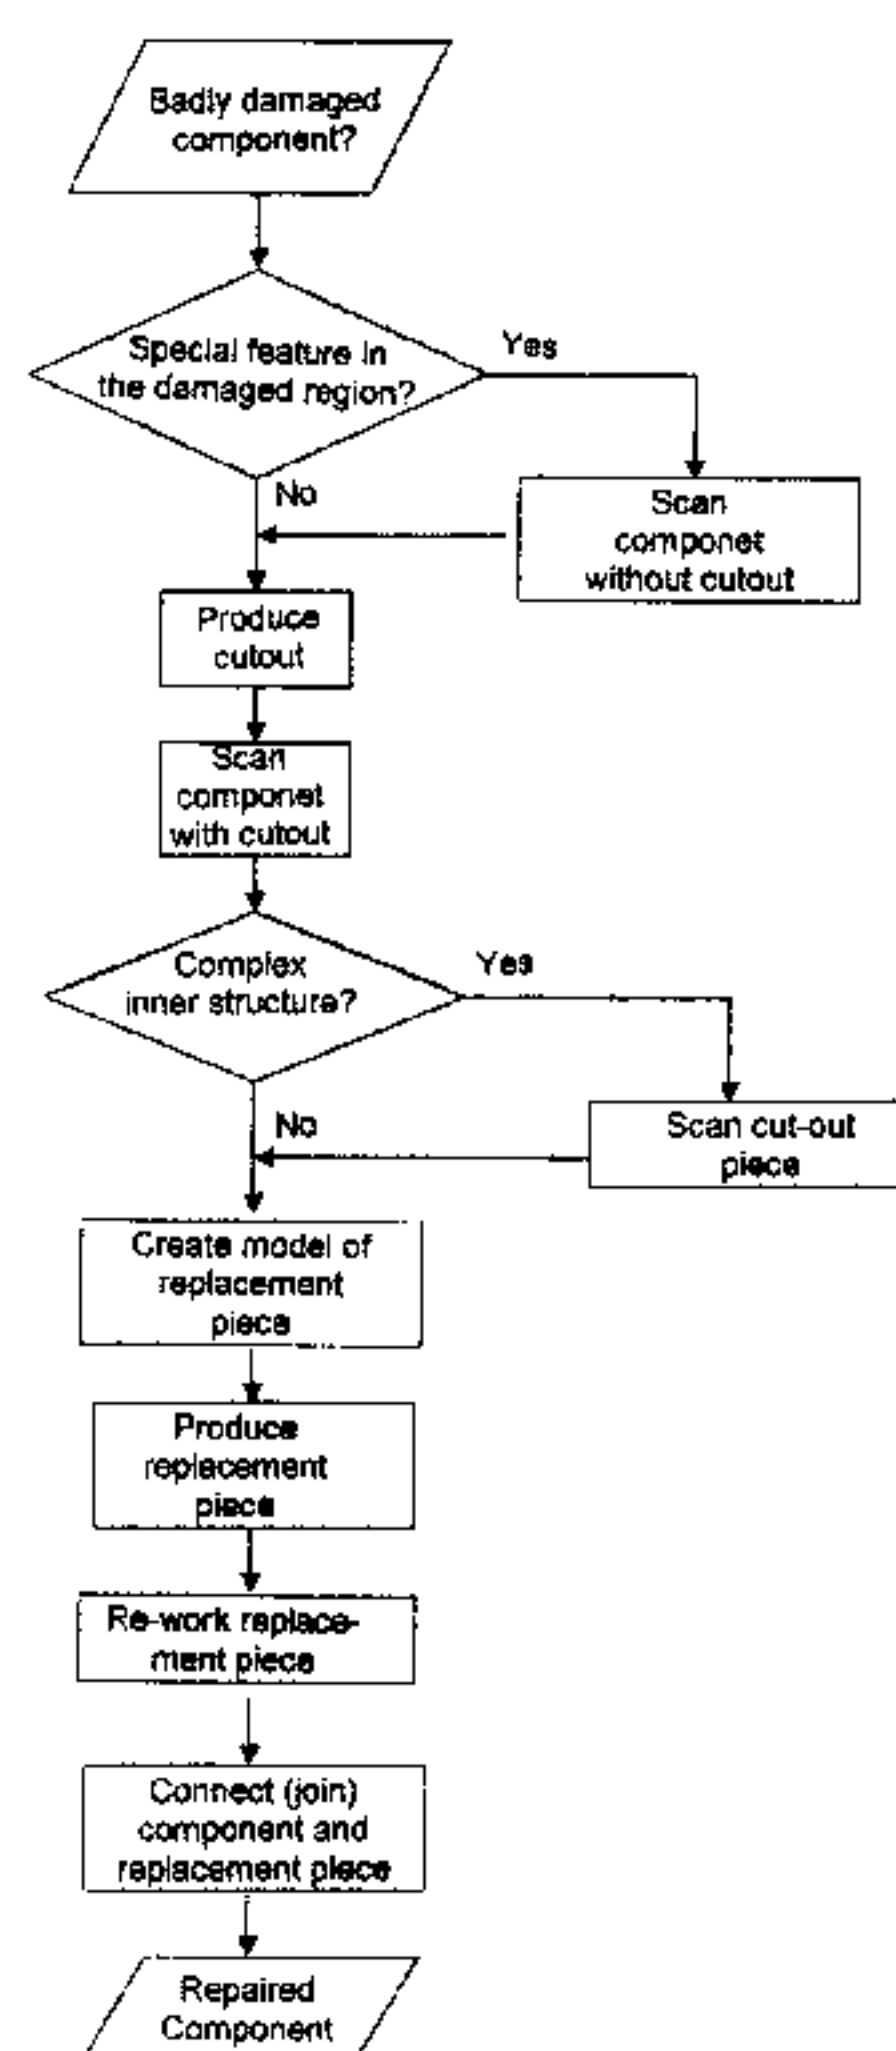 Badly damaged
component?
Special feature in
the damaged region?
Yes
No
Scan
componet
without cutout
Produce
cutout
Scan
componet
with cutout
Complex
inner structure?
Yes
No
Scan cut-out
piece
Create model of
replacement
piece
Produce
replacement
piece
Re-work replace-
ment piece
Connect (join)
component and
replacement piece
Repaired
Component